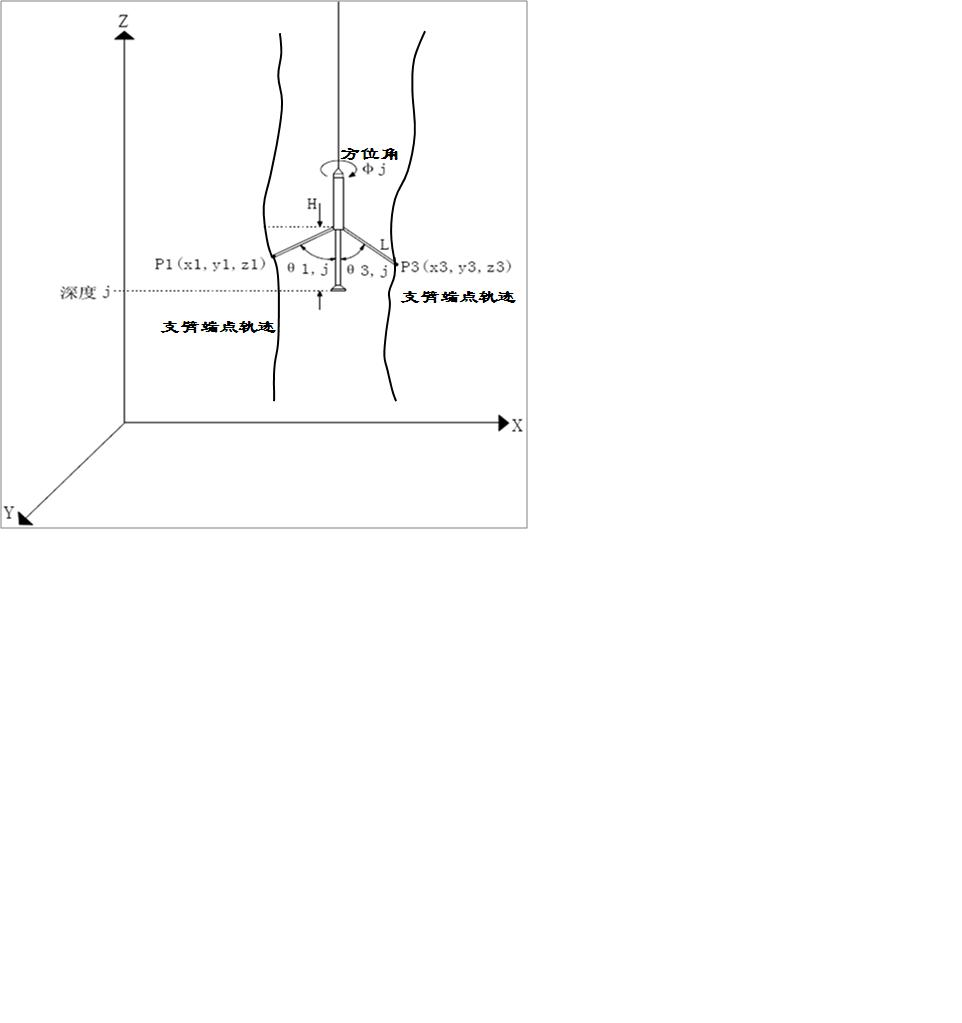 Z
方位角
Φj
H
L
P1(x1,y1,z1)
θ1,j
θ3,j
P3(x3,y3,z3)
深度j
支臂端点轨迹
支臂端点轨迹
X
Y